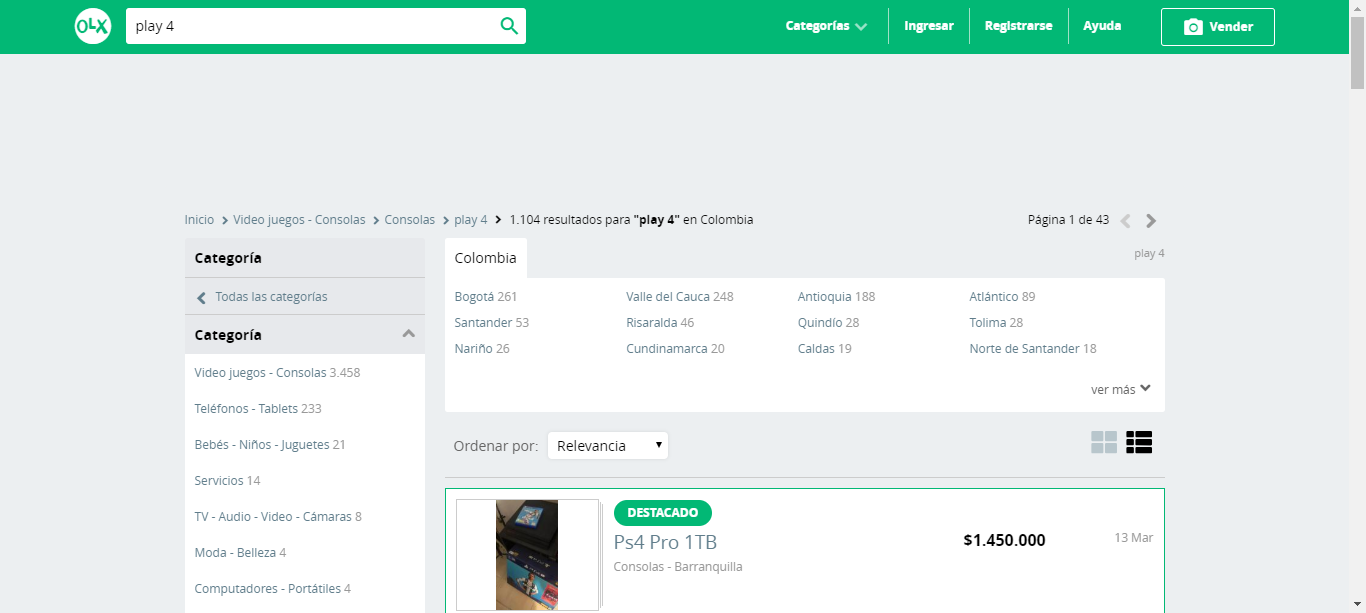 OLX play 4 Categorías Ingresar Registrarse Ayuda Vender
Inicio Video juegos - Consolas Consolas play 4 1.104 resultados para "play 4" en Colombia Página 1 de 43
play 4
Categoría
Todas las categorías
Categoría
Video juegos - Consolas 3.458
Teléfonos - Tablets 233
Bebés - Niños - Juguetes 21
Servicios 14
TV - Audio - Video - Cámaras 8
Moda - Belleza 4
Computadores - Portátiles 4
Colombia
Bogotá 261 Valle del Cauca 248 Antioquia 188 Atlántico 89
Santander 53 Risaralda 46 Quindío 28 Tolima 28
Nariño 26 Cundinamarca 20 Caldas 19 Norte de Santander 18
ver más
Ordenar por: Relevancia
DESTACADO
Ps4 Pro 1TB $1.450.000 13 Mar
Consolas - Barranquilla